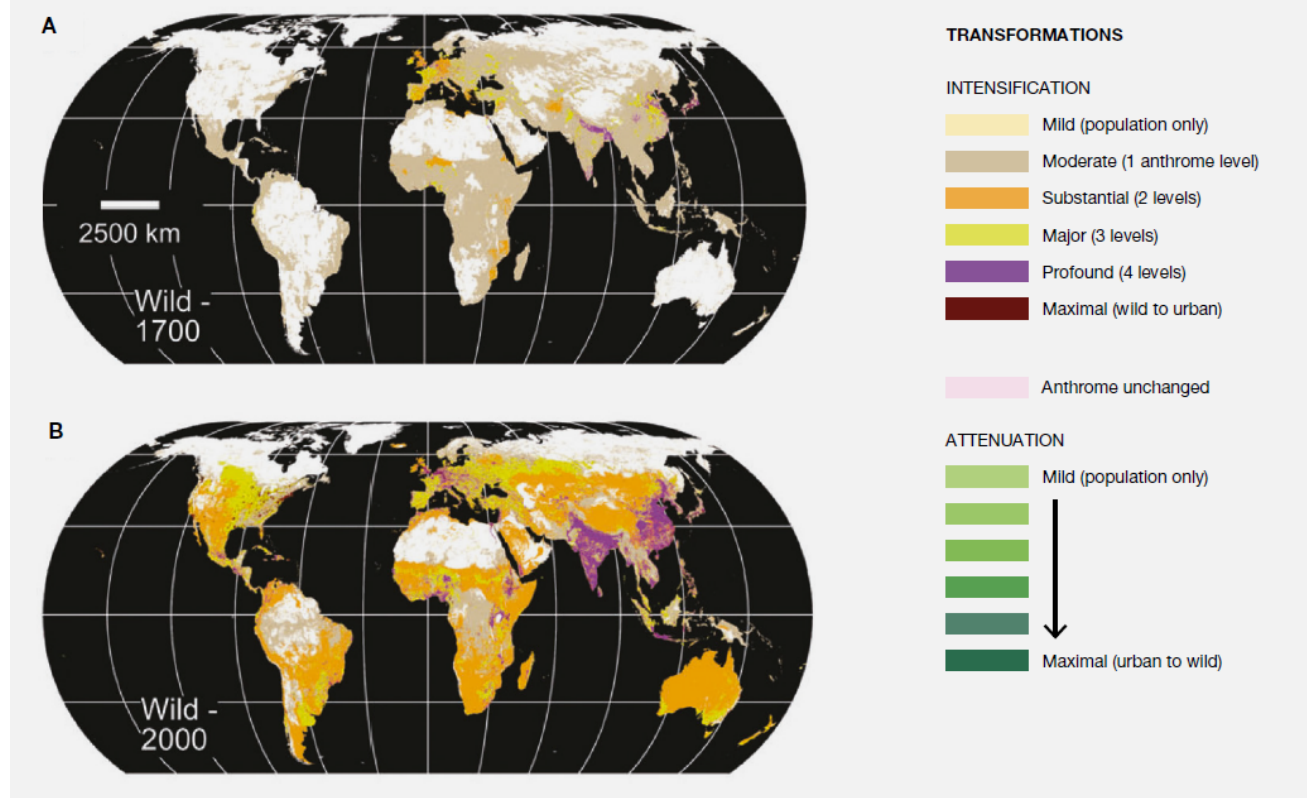 A
2500 km
Wild -
1700
B
Wild -
2000
TRANSFORMATIONS
INTENSIFICATION
Mild (population only)
Moderate (1 anthrome level)
Substantial (2 levels)
Major (3 levels)
Profound (4 levels)
Maximal (wild to urban)
Anthrome unchanged
ATTENUATION
Mild (population only)
Maximal (urban to wild)